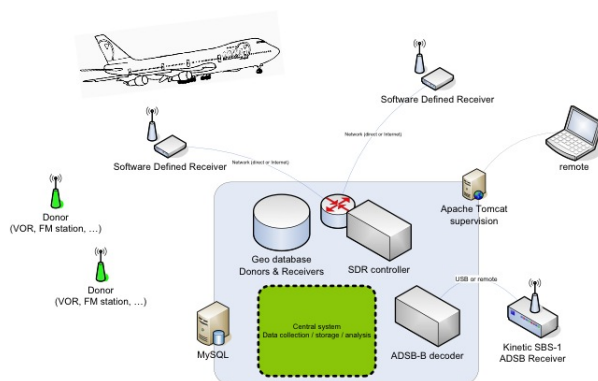 Software Defined Receiver
Network (direct or Internet)
Software Defined Receiver
Network (direct or Internet)
remote
Apache Tomcat
supervision
Donor
(VOR, FM station, ...)
Geo database
Donors & Receivers
SDR controller
Donor
(VOR, FM station, ...)
USB or remote
Central system
Data collection / storage / analysis
MySQL
ADSB-B decoder
Kinetic SBS-1
ADSB Receiver